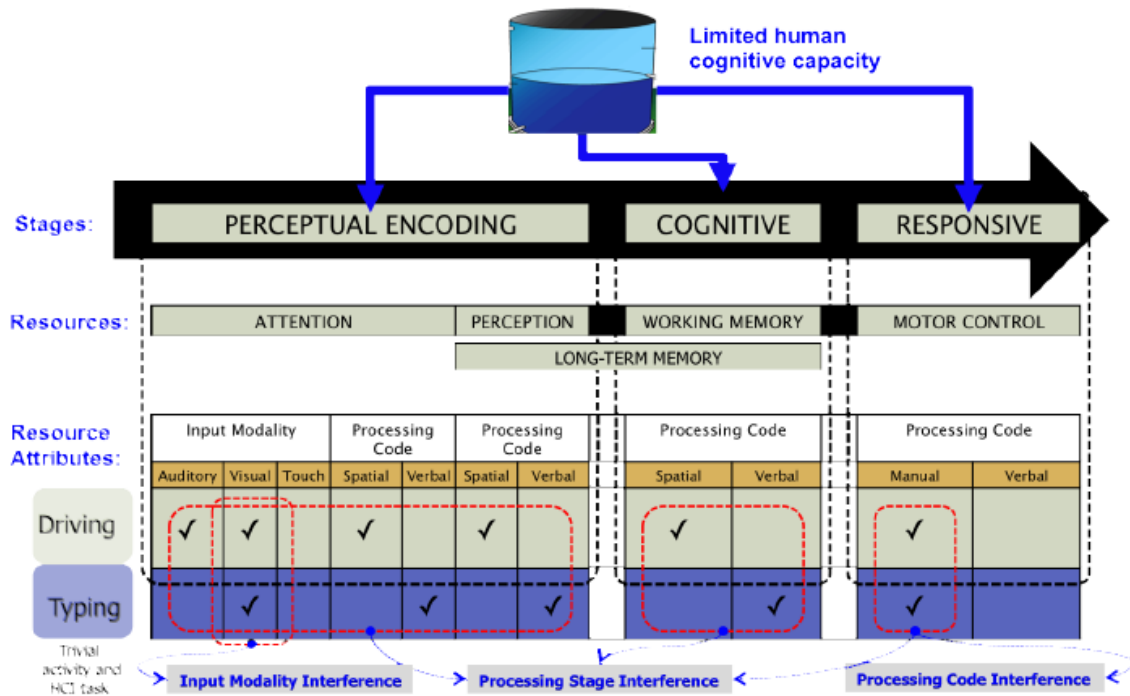 Limited human
cognitive capacity
Stages:
PERCEPTUAL ENCODING
COGNITIVE
RESPONSIVE
Resources:
ATTENTION
PERCEPTION
WORKING MEMORY
MOTOR CONTROL
LONG-TERM MEMORY
Resource
Attributes:
Input Modality
Processing
Code
Processing
Code
Processing Code
Processing Code
Auditory
Visual
Touch
Spatial
Verbal
Spatial
Verbal
Spatial
Verbal
Manual
Verbal
Driving
✓ ✓ ✓ ✓ ✓ ✓
Typing
✓ ✓ ✓ ✓ ✓
Trivial
activity and
HCI task
Input Modality Interference
Processing Stage Interference
Processing Code Interference